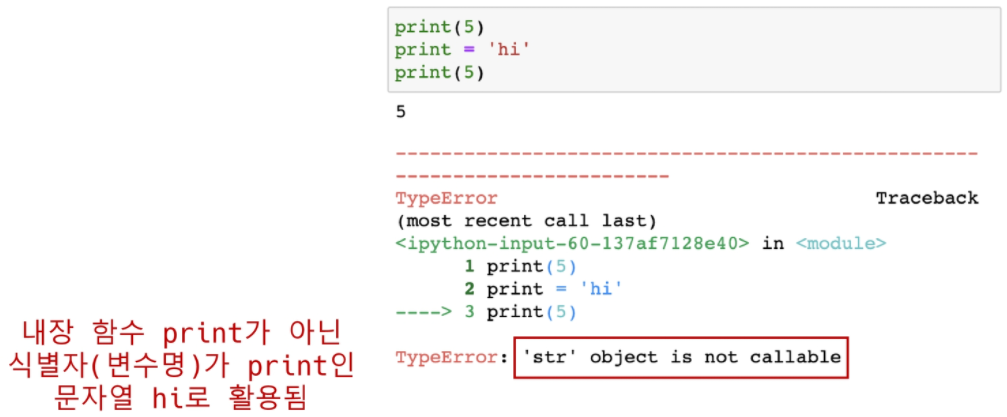 print(5)
print = 'hi'
print(5)
5
--------------------------------------------------
------------------------
TypeError Traceback
(most recent call last)
<ipython-input-60-137af7128e40> in <module>
1 print(5)
2 print = 'hi'
----> 3 print(5)
TypeError: 'str' object is not callable
내장 함수 print가 아닌
식별자(변수명)가 print인
문자열 hi로 활용됨